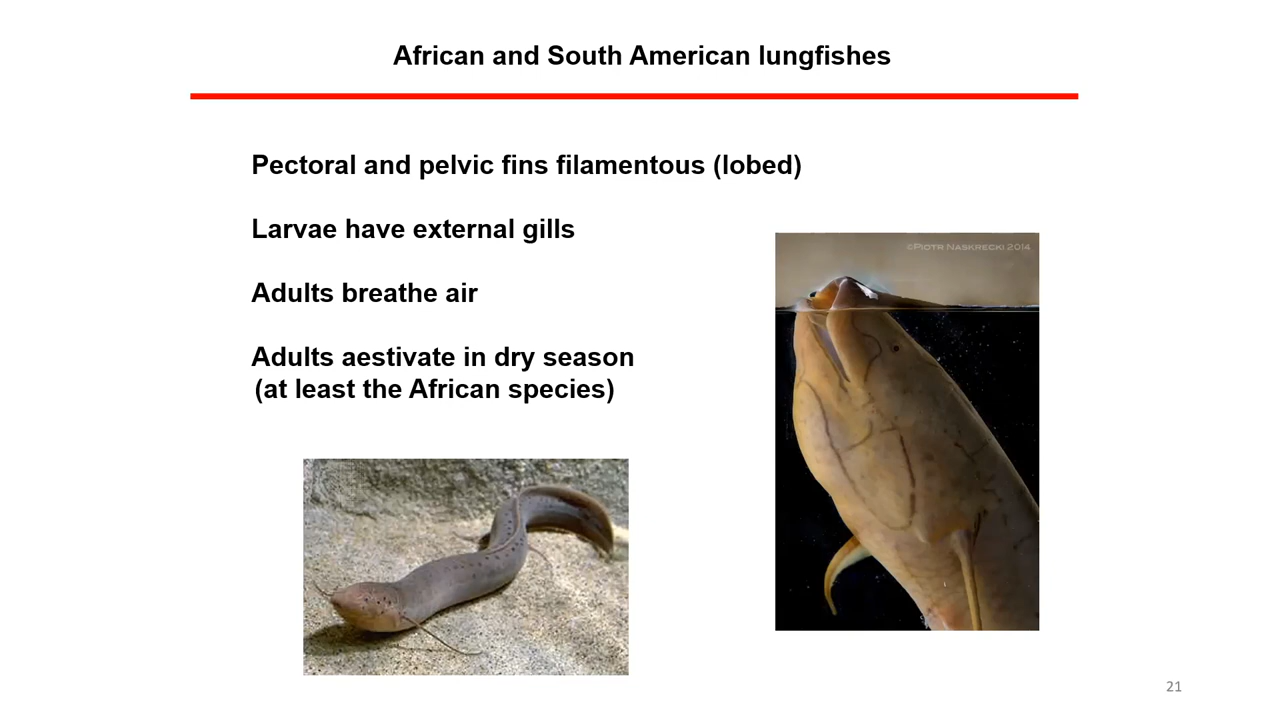 African and South American lungfishes
Pectoral and pelvic fins filamentous (lobed)
Larvae have external gills
Adults breathe air
Adults aestivate in dry season
(at least the African species)
©PIOTR NASKRECKI 2014
21